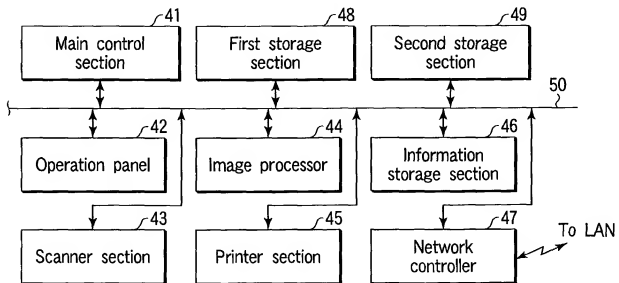 41
Main control
section
48
First storage
section
49
Second storage
section
50
42
Operation panel
44
Image processor
46
Information
storage section
43
Scanner section
45
Printer section
47
Network
controller
To LAN